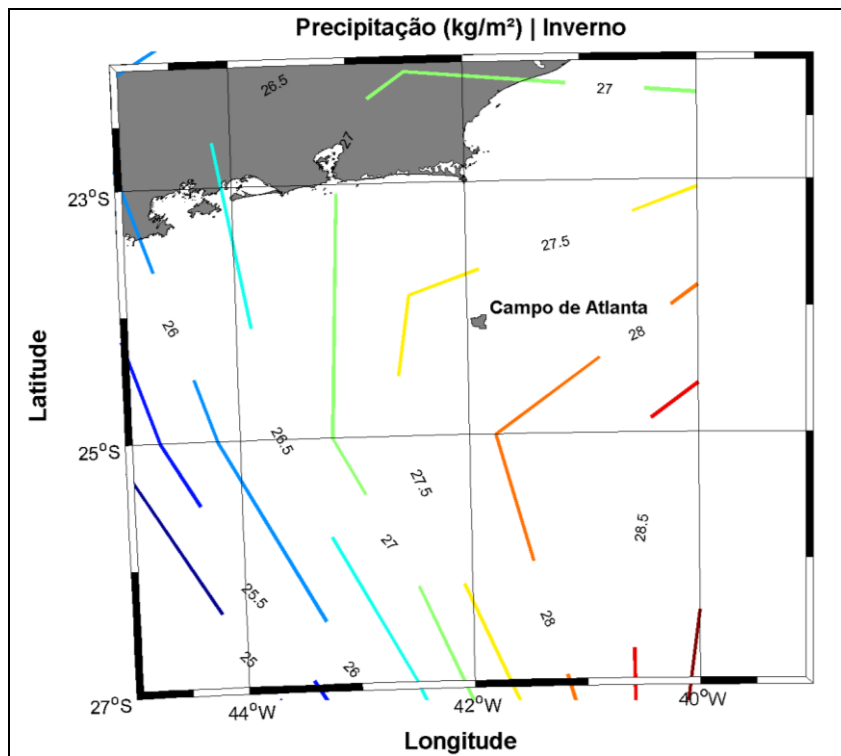 Precipitação (kg/m²) | Inverno
26.5
27
27
23°S
27.5
Campo de Atlanta
26
28
Latitude
26.5
25°S
27.5
28.5
27
25.5
28
25
26
27°S
44°W
42°W
40°W
Longitude